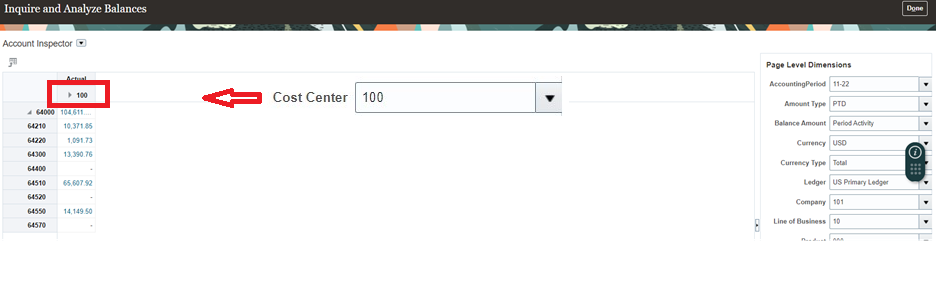 Inquire and Analyze Balances
Done
Account Inspector
Page Level Dimensions
Actual
100
Cost Center 100
64000 104,611....
64210 10,371.85
64220 1,091.73
64300 13,390.76
64400 -
64510 65,607.92
64520 -
64550 14,149.50
64570 -
AccountingPeriod 11-22
Amount Type PTD
Balance Amount Period Activity
Currency USD
Currency Type Total
Ledger US Primary Ledger
Company 101
Line of Business 10